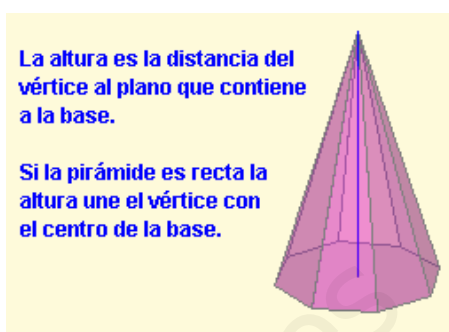 La altura es la distancia del
vértice al plano que contiene
a la base.
Si la pirámide es recta la
altura une el vértice con
el centro de la base.